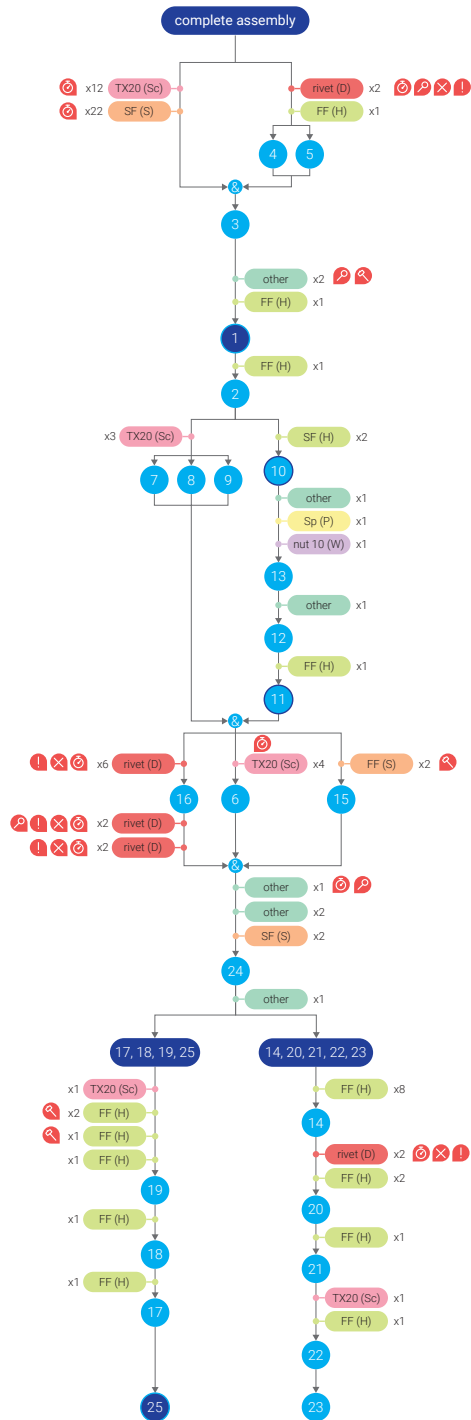 complete assembly
x12 TX20 (Sc) rivet (D) x2
x22 SF (S) FF (H) x1
4 5
&
3
other x2
FF (H) x1
1
FF (H) x1
2
x3 TX20 (Sc) SF (H) x2
7 8 9 10
other x1
Sp (P) x1
nut 10 (W) x1
13
other x1
12
FF (H) x1
11
&
x6 rivet (D) TX20 (Sc) x4 FF (S) x2
16 6 15
x2 rivet (D)
x2 rivet (D)
&
other x1
other x2
SF (S) x2
24
other x1
17, 18, 19, 25 14, 20, 21, 22, 23
x1 TX20 (Sc) FF (H) x8
x2 FF (H)
14
x1 FF (H)
rivet (D) x2
x1 FF (H)
FF (H) x2
19
20
x1 FF (H)
FF (H) x1
18
21
x1 FF (H)
TX20 (Sc) x1
17
FF (H) x1
22
25 23